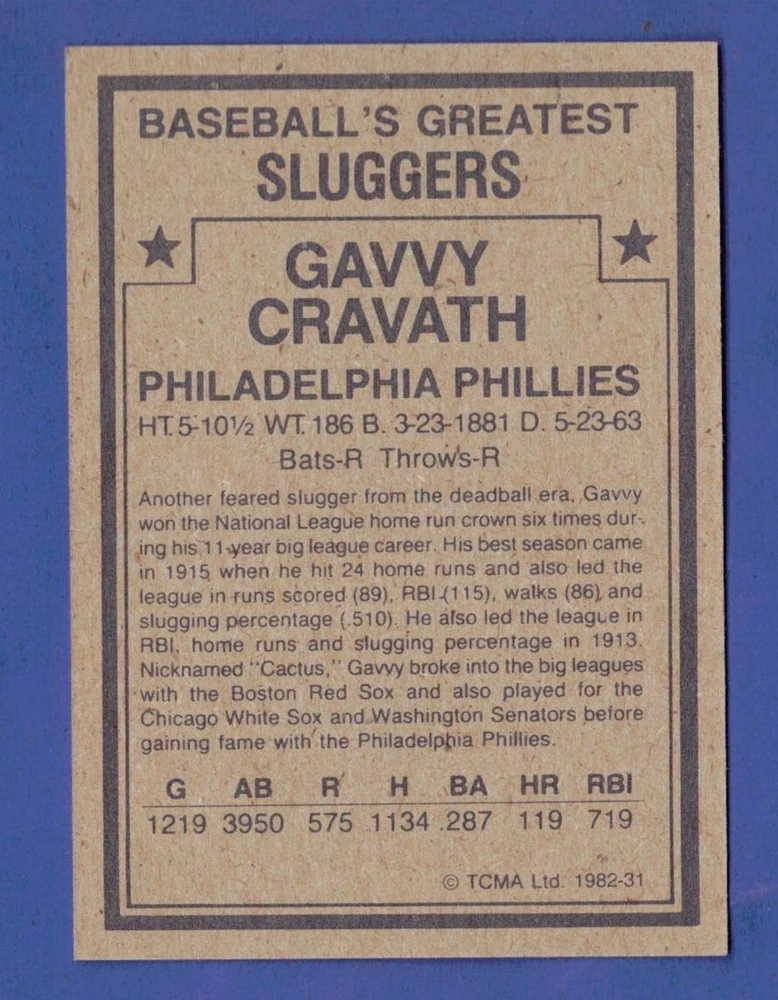 BASEBALL'S GREATEST
SLUGGERS
GAVVY
CRAVATH
PHILADELPHIA PHILLIES
HT. 5-10½ WT. 186 B. 3-23-1881 D. 5-23-63
Bats-R Throws-R
Another feared slugger from the deadball era, Gavvy
won the National League home run crown six times dur-
ing his 11-year big league career. His best season came
in 1915 when he hit 24 home runs and also led the
league in runs scored (89), RBI (115), walks (86) and
slugging percentage (.510). He also led the league in
RBI, home runs and slugging percentage in 1913.
Nicknamed "Cactus," Gavvy broke into the big leagues
with the Boston Red Sox and also played for the
Chicago White Sox and Washington Senators before
gaining fame with the Philadelphia Phillies.
G AB R H BA HR RBI
1219 3950 575 1134 .287 119 719
© TCMA Ltd. 1982-31